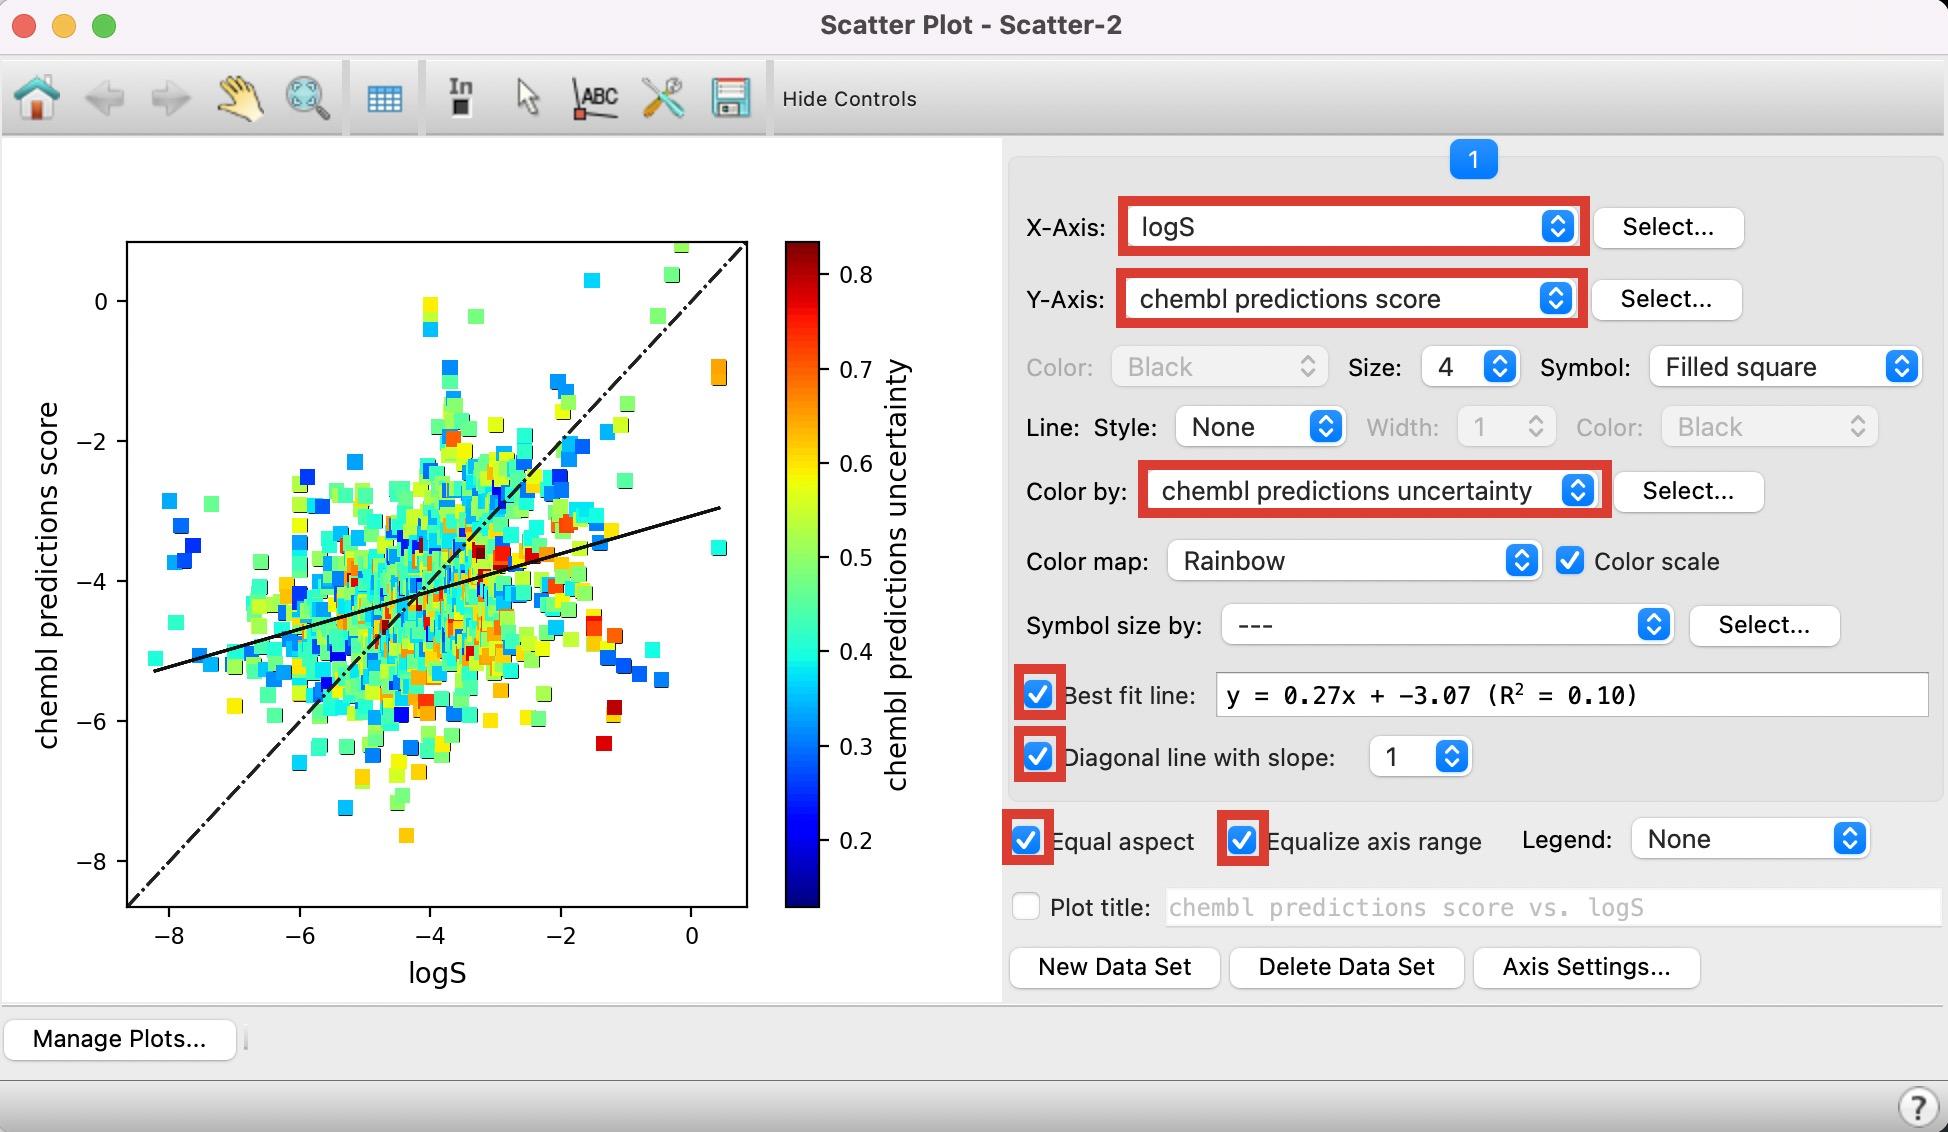 Scatter Plot - Scatter-2
In
ABC
Hide Controls
1
X-Axis: logS Select...
Y-Axis: chembl predictions score Select...
Color: Black Size: 4 Symbol: Filled square
Line: Style: None Width: 1 Color: Black
Color by: chembl predictions uncertainty Select...
Color map: Rainbow Color scale
Symbol size by: --- Select...
Best fit line: y = 0.27x + −3.07 (R² = 0.10)
Diagonal line with slope: 1
Equal aspect Equalize axis range Legend: None
Plot title: chembl predictions score vs. logS
New Data Set Delete Data Set Axis Settings...
chembl predictions score
0
−2
−4
−6
−8
−8 −6 −4 −2 0
logS
0.8
0.7
0.6
0.5
0.4
0.3
0.2
chembl predictions uncertainty
Manage Plots...
?